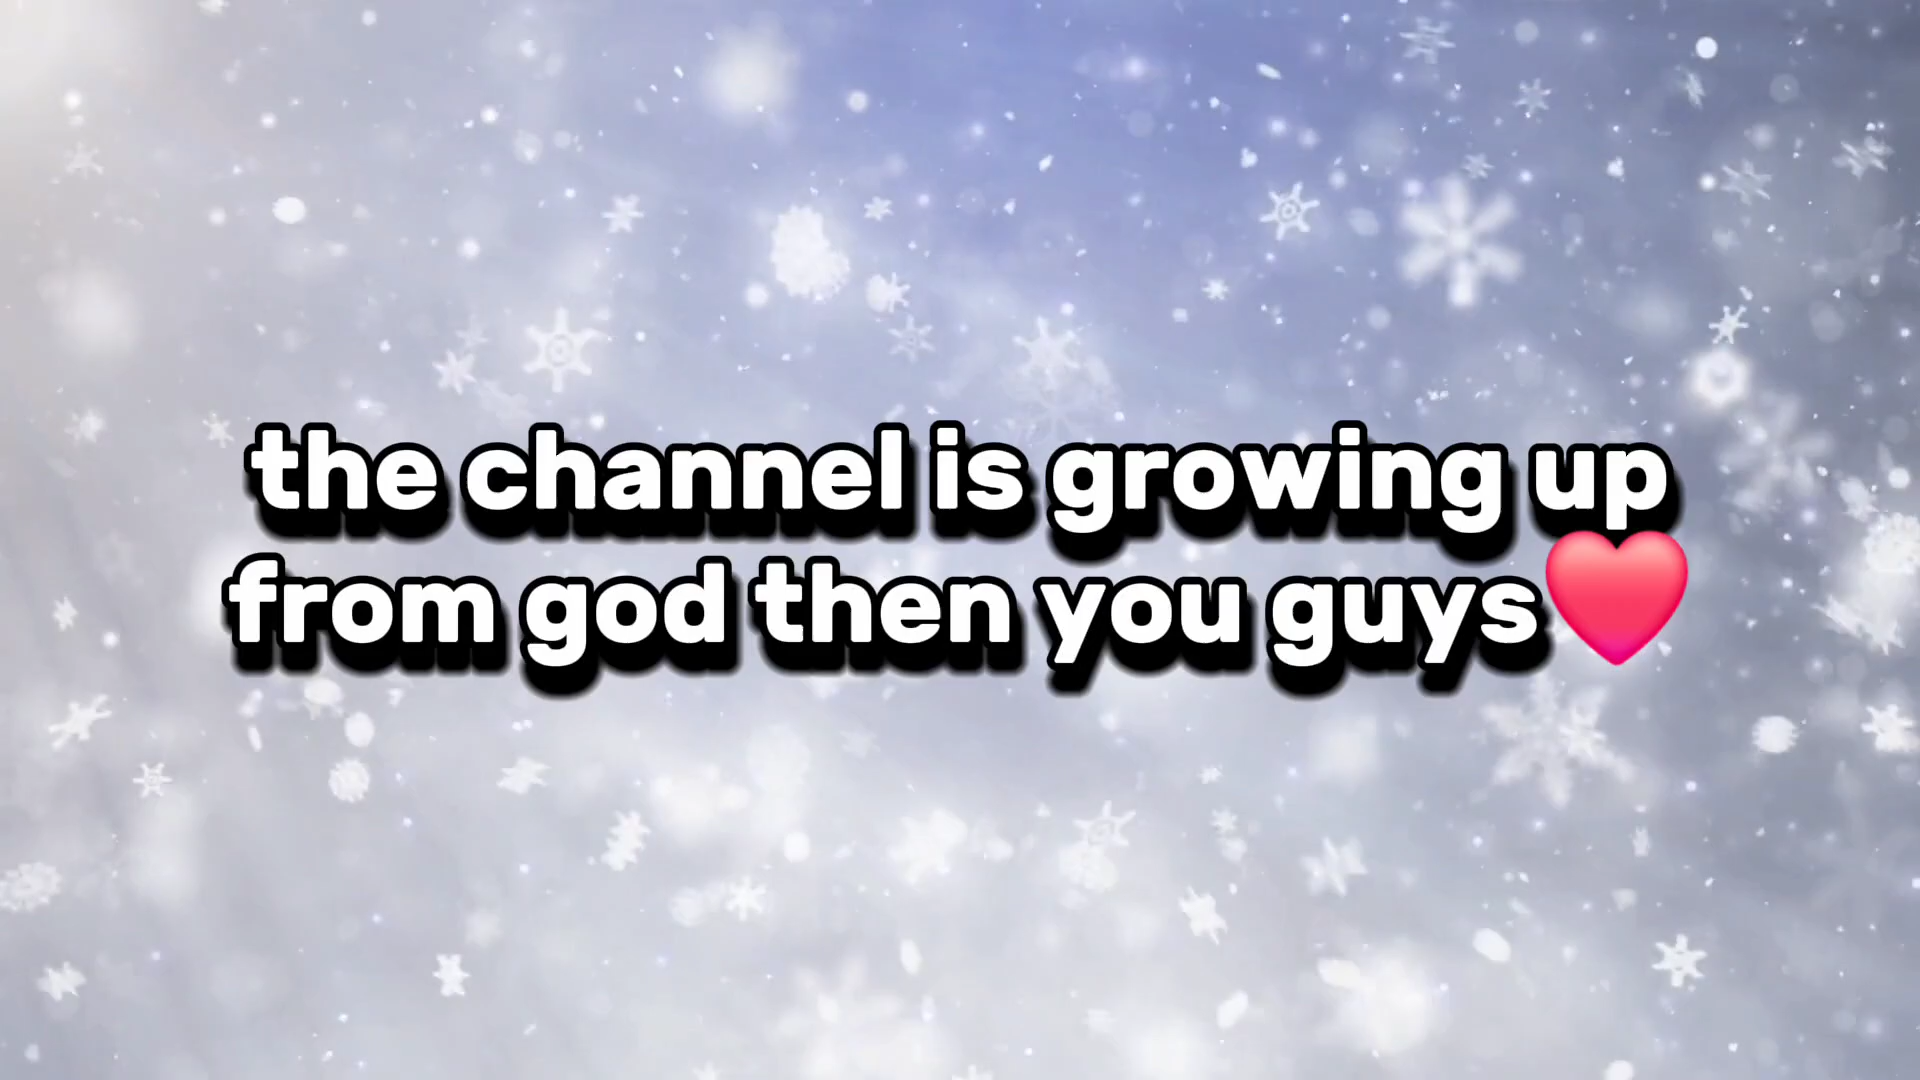 the channel is growing up
from god then you guys❤️